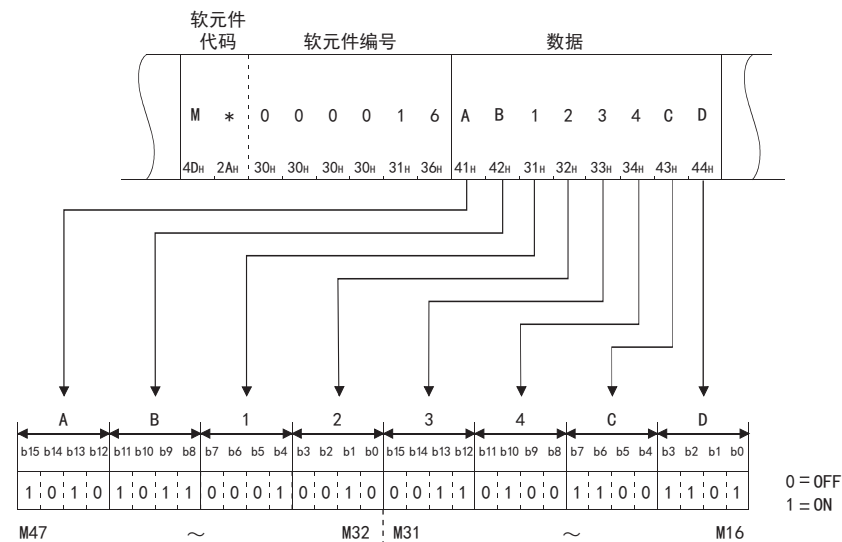 软元件
代码 软元件编号 数据
M * 0 0 0 0 1 6 A B 1 2 3 4 C D
4DH 2AH 30H 30H 30H 30H 31H 36H 41H 42H 31H 32H 33H 34H 43H 44H
A B 1 2 3 4 C D
b15 b14 b13 b12 b11 b10 b9 b8 b7 b6 b5 b4 b3 b2 b1 b0 b15 b14 b13 b12 b11 b10 b9 b8 b7 b6 b5 b4 b3 b2 b1 b0
1 0 1 0 1 0 1 1 0 0 0 1 0 0 1 0 0 0 1 1 0 1 0 0 1 1 0 0 1 1 0 1
0=OFF
1=ON
M47 ～ M32 M31 ～ M16